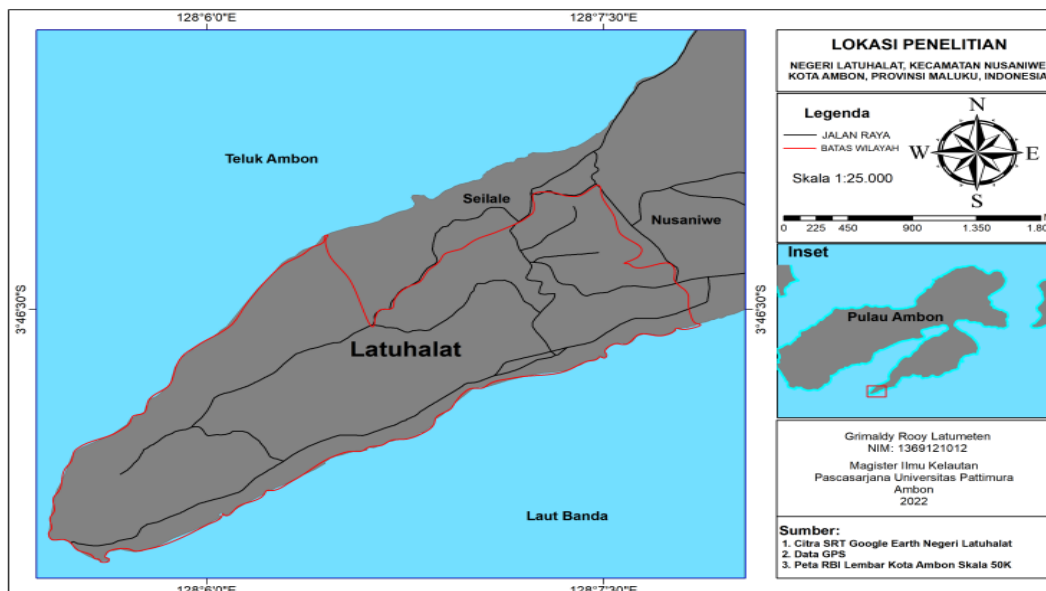 128°6'0"E
128°7'30"E
Teluk Ambon
Seilale
Nusaniwe
Latuhalat
Laut Banda
3°46'30"S
3°46'30"S
128°6'0"E
128°7'30"E
LOKASI PENELITIAN
NEGERI LATUHALAT, KECAMATAN NUSANIWE
KOTA AMBON, PROVINSI MALUKU, INDONESIA
Legenda
JALAN RAYA
BATAS WILAYAH
Skala 1:25.000
N
W
E
S
0 225 450 900 1.350 1.80
Inset
Pulau Ambon
Grimaldy Rooy Latumeten
NIM: 1369121012
Magister Ilmu Kelautan
Pascasarjana Universitas Pattimura
Ambon
2022
Sumber:
1. Citra SRT Google Earth Negeri Latuhalat
2. Data GPS
3. Peta RBI Lembar Kota Ambon Skala 50K